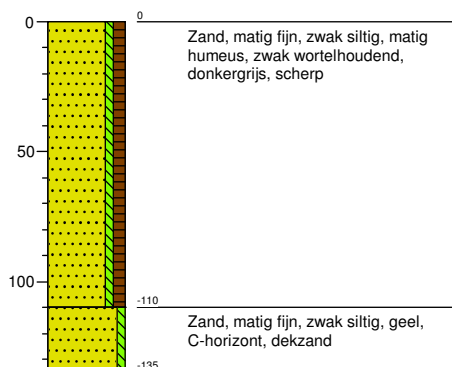 0
0
Zand, matig fijn, zwak siltig, matig
humeus, zwak wortelhoudend,
donkergrijs, scherp
50
100
-110
Zand, matig fijn, zwak siltig, geel,
C-horizont, dekzand
-135